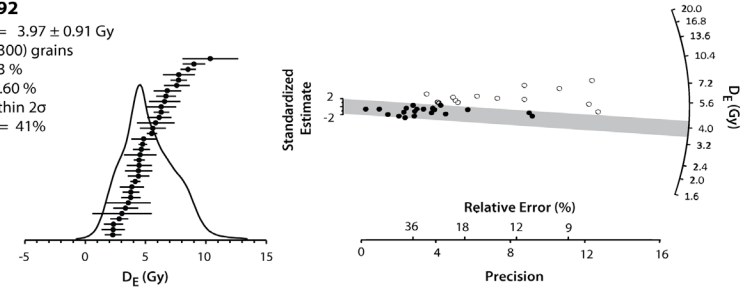 92
= 3.97 ± 0.91 Gy
300) grains
3 %
.60 %
thin 2σ
= 41%
-5 0 5 10 15
D_E (Gy)
Standardized
Estimate
2
-2
20.0
16.8
13.6
10.4
7.2
5.6
4.0
3.2
2.4
2.0
1.6
D_E (Gy)
Relative Error (%)
36 18 12 9
0 4 8 12 16
Precision